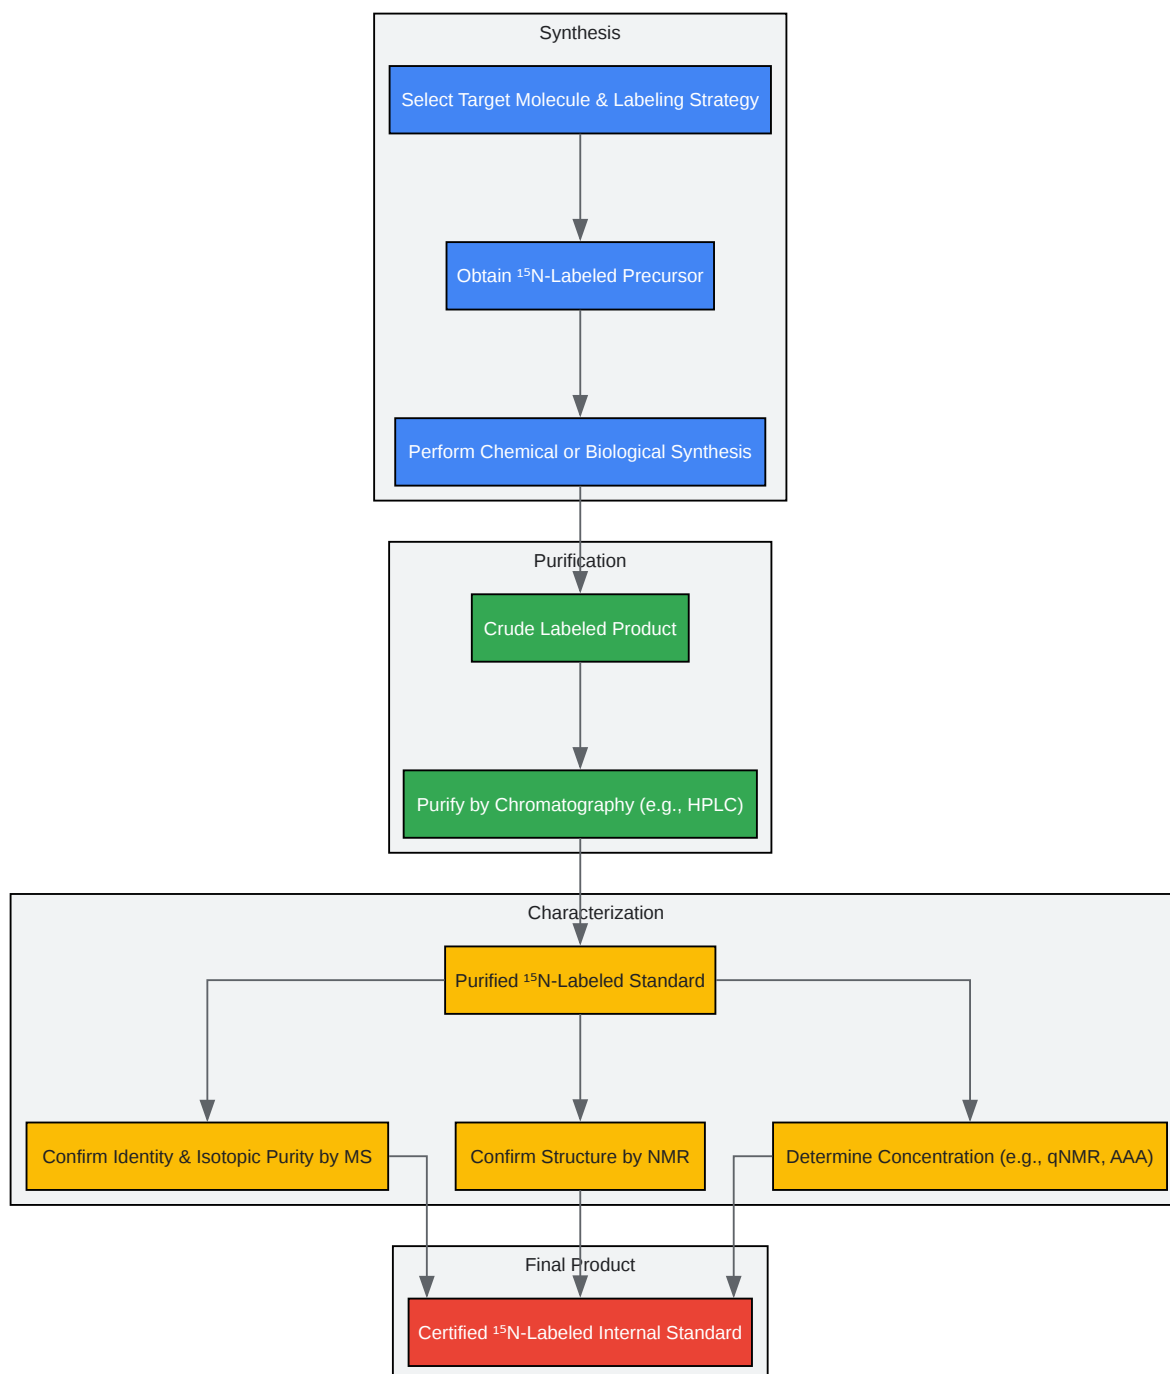 Synthesis
Select Target Molecule & Labeling Strategy
Obtain ¹⁵N-Labeled Precursor
Perform Chemical or Biological Synthesis
Purification
Crude Labeled Product
Purify by Chromatography (e.g., HPLC)
Characterization
Purified ¹⁵N-Labeled Standard
Confirm Identity & Isotopic Purity by MS
Confirm Structure by NMR
Determine Concentration (e.g., qNMR, AAA)
Final Product
Certified ¹⁵N-Labeled Internal Standard